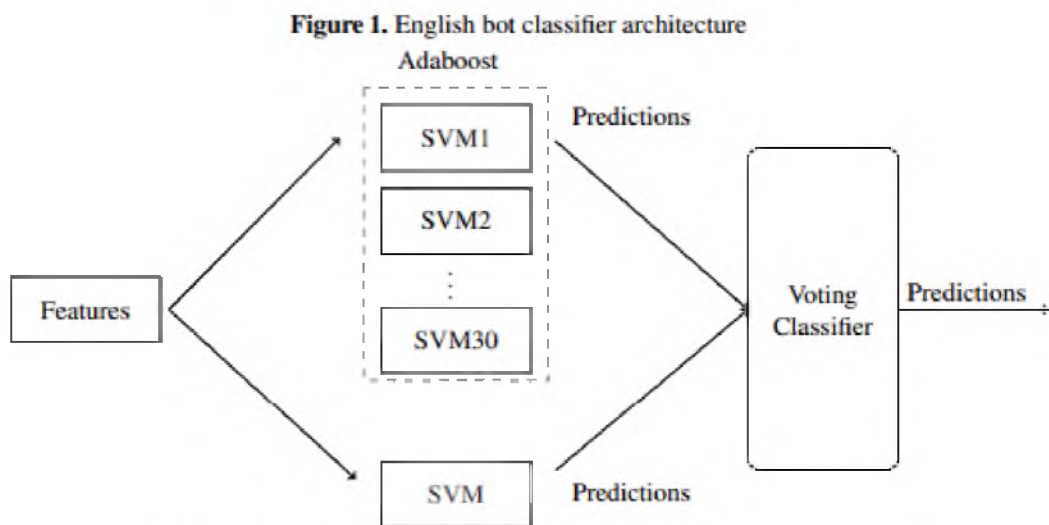 Figure 1. English bot classifier architecture
Adaboost
SVM1
Predictions
SVM2
⋮
Features
SVM30
Voting
Classifier
Predictions
SVM
Predictions